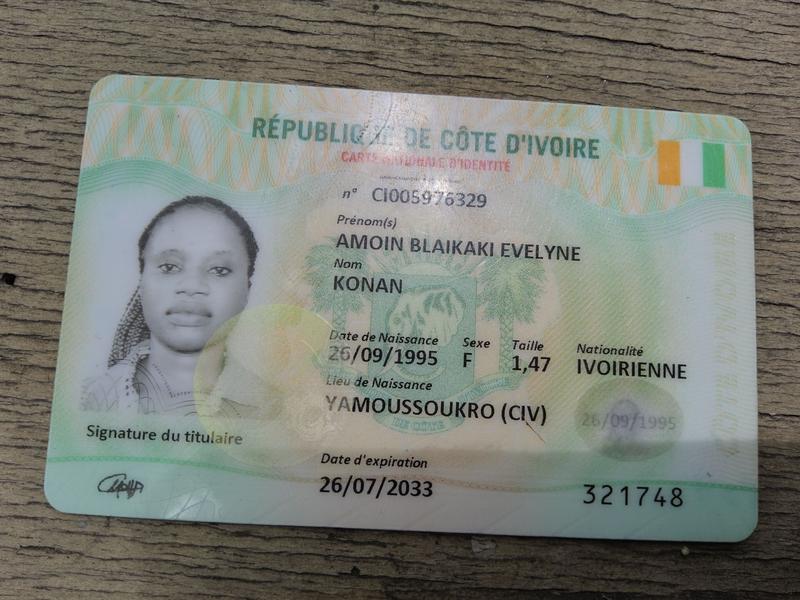 RÉPUBLIQUE DE CÔTE D'IVOIRE
CARTE NATIONALE D'IDENTITÉ
n° CI005976329
Prénom(s)
AMOIN BLAIKAKI EVELYNE
Nom
KONAN
Date de Naissance Sexe Taille Nationalité
26/09/1995 F 1,47 IVOIRIENNE
Lieu de Naissance
YAMOUSSOUKRO (CIV)
26/09/1995
Signature du titulaire
Date d'expiration
26/07/2033
321748